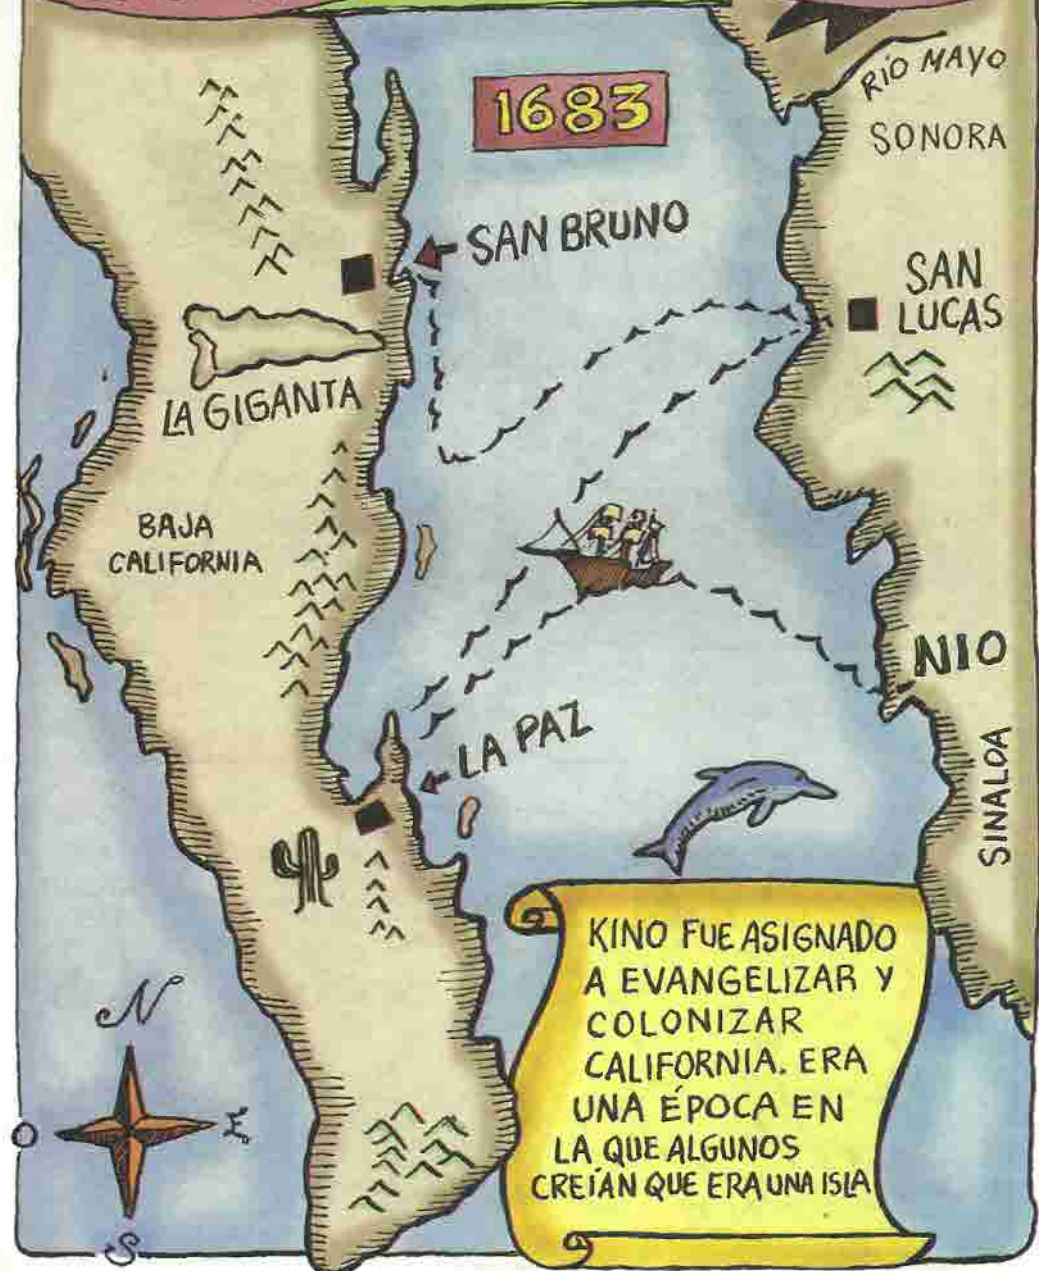 1683
RÍO MAYO
SONORA
SAN BRUNO
SAN
LUCAS
LA GIGANTA
BAJA
CALIFORNIA
NIO
LA PAZ
SINALOA
KINO FUE ASIGNADO
A EVANGELIZAR Y
COLONIZAR
CALIFORNIA. ERA
UNA ÉPOCA EN
LA QUE ALGUNOS
CREÍAN QUE ERA UNA ISLA
N
O
E
S